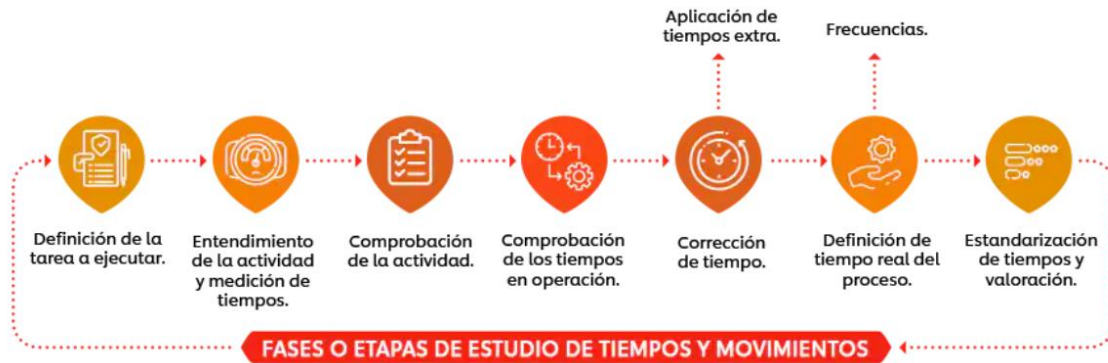 Aplicación de
tiempos extra.
Frecuencias.
Definición de la
tarea a ejecutar.
Entendimiento
de la actividad
y medición de
tiempos.
Comprobación
de la actividad.
Comprobación
de los tiempos
en operación.
Corrección
de tiempo.
Definición de
tiempo real del
proceso.
Estandarización
de tiempos y
valoración.
FASES O ETAPAS DE ESTUDIO DE TIEMPOS Y MOVIMIENTOS